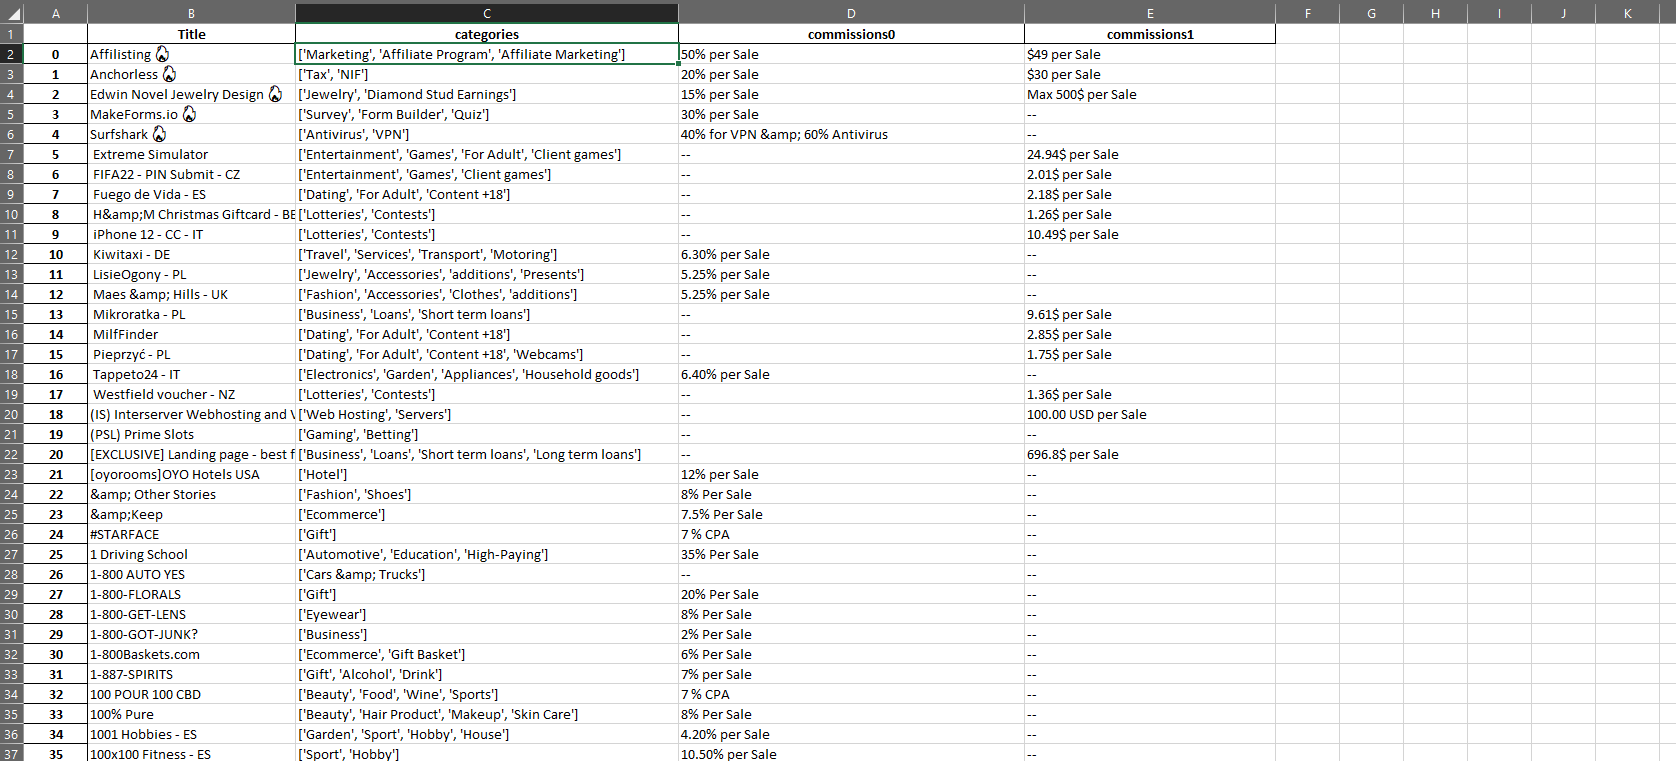 A B C D E F G H I J K
1 Title categories commissions0 commissions1
2 0 Affilisting 🔥 ['Marketing', 'Affiliate Program', 'Affiliate Marketing'] 50% per Sale $49 per Sale
3 1 Anchorless 🔥 ['Tax', 'NIF'] 20% per Sale $30 per Sale
4 2 Edwin Novel Jewelry Design 🔥 ['Jewelry', 'Diamond Stud Earnings'] 15% per Sale Max 500$ per Sale
5 3 MakeForms.io 🔥 ['Survey', 'Form Builder', 'Quiz'] 30% per Sale --
6 4 Surfshark 🔥 ['Antivirus', 'VPN'] 40% for VPN &amp; 60% Antivirus --
7 5 Extreme Simulator ['Entertainment', 'Games', 'For Adult', 'Client games'] -- 24.94$ per Sale
8 6 FIFA22 - PIN Submit - CZ ['Entertainment', 'Games', 'Client games'] -- 2.01$ per Sale
9 7 Fuego de Vida - ES ['Dating', 'For Adult', 'Content +18'] -- 2.18$ per Sale
10 8 H&amp;M Christmas Giftcard - BE ['Lotteries', 'Contests'] -- 1.26$ per Sale
11 9 iPhone 12 - CC - IT ['Lotteries', 'Contests'] -- 10.49$ per Sale
12 10 Kiwitaxi - DE ['Travel', 'Services', 'Transport', 'Motoring'] 6.30% per Sale --
13 11 LisieOgony - PL ['Jewelry', 'Accessories', 'additions', 'Presents'] 5.25% per Sale --
14 12 Maes &amp; Hills - UK ['Fashion', 'Accessories', 'Clothes', 'additions'] 5.25% per Sale --
15 13 Mikroratka - PL ['Business', 'Loans', 'Short term loans'] -- 9.61$ per Sale
16 14 MilfFinder ['Dating', 'For Adult', 'Content +18'] -- 2.85$ per Sale
17 15 Pieprzyć - PL ['Dating', 'For Adult', 'Content +18', 'Webcams'] -- 1.75$ per Sale
18 16 Tappeto24 - IT ['Electronics', 'Garden', 'Appliances', 'Household goods'] 6.40% per Sale --
19 17 Westfield voucher - NZ ['Lotteries', 'Contests'] -- 1.36$ per Sale
20 18 (IS) Interserver Webhosting and ['Web Hosting', 'Servers'] -- 100.00 USD per Sale
21 19 (PSL) Prime Slots ['Gaming', 'Betting'] -- --
22 20 [EXCLUSIVE] Landing page - best f ['Business', 'Loans', 'Short term loans', 'Long term loans'] -- 696.8$ per Sale
23 21 [oyorooms]OYO Hotels USA ['Hotel'] 12% per Sale --
24 22 &amp; Other Stories ['Fashion', 'Shoes'] 8% Per Sale --
25 23 &amp;Keep ['Ecommerce'] 7.5% Per Sale --
26 24 #STARFACE ['Gift'] 7 % CPA --
27 25 1 Driving School ['Automotive', 'Education', 'High-Paying'] 35% Per Sale --
28 26 1-800 AUTO YES ['Cars &amp; Trucks'] -- --
29 27 1-800-FLORALS ['Gift'] 20% Per Sale --
30 28 1-800-GET-LENS ['Eyewear'] 8% Per Sale --
31 29 1-800-GOT-JUNK? ['Business'] 2% Per Sale --
32 30 1-800Baskets.com ['Ecommerce', 'Gift Basket'] 6% Per Sale --
33 31 1-887-SPIRITS ['Gift', 'Alcohol', 'Drink'] 7% per Sale --
34 32 100 POUR 100 CBD ['Beauty', 'Food', 'Wine', 'Sports'] 7 % CPA --
35 33 100% Pure ['Beauty', 'Hair Product', 'Makeup', 'Skin Care'] 8% Per Sale --
36 34 1001 Hobbies - ES ['Garden', 'Sport', 'Hobby', 'House'] 4.20% per Sale --
37 35 100x100 Fitness - ES ['Sport', 'Hobby'] 10.50% per Sale --